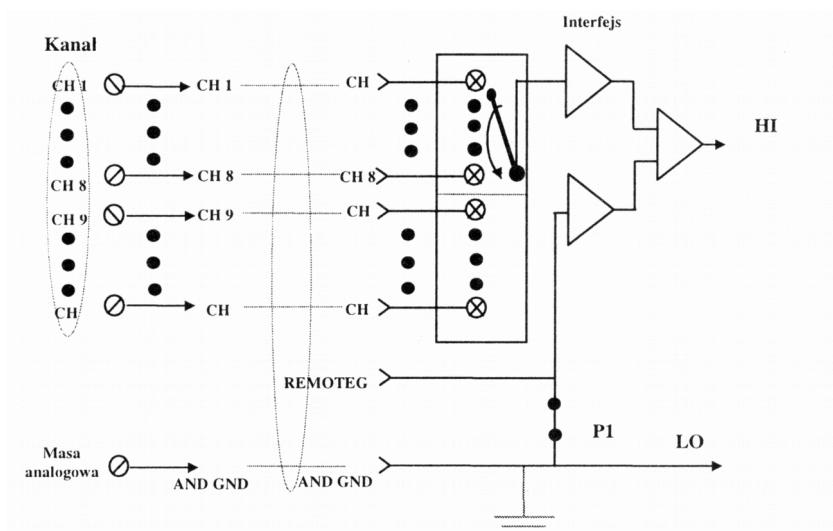 Interfejs
Kanał
CH 1
CH 1
CH
HI
CH 8
CH 8
CH 8
CH 9
CH 9
CH
CH
CH
CH
REMOTEG
P1
LO
Masa
analogowa
AND GND
AND GND